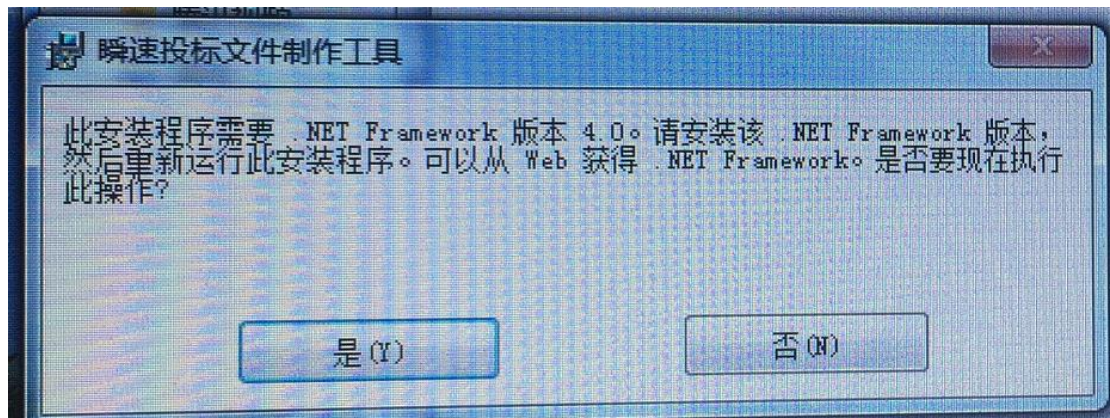 瞬速投标文件制作工具
此安装程序需要 .NET Framework 版本 4.0。请安装该 .NET Framework 版本，
然后重新运行此安装程序。可以从 Web 获得 .NET Framework。是否要现在执行
此操作?
是(Y)
否(N)